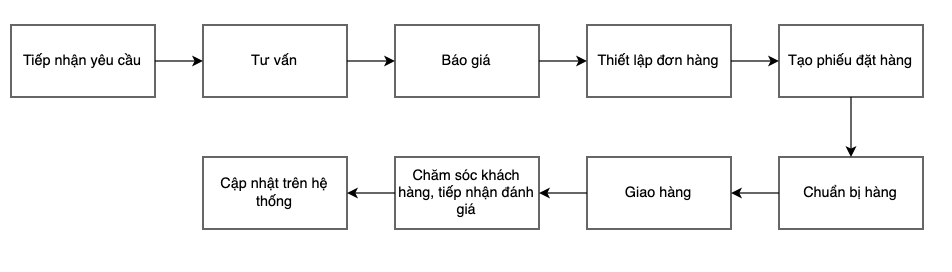 Tiếp nhận yêu cầu
Tư vấn
Báo giá
Thiết lập đơn hàng
Tạo phiếu đặt hàng
Chuẩn bị hàng
Giao hàng
Chăm sóc khách
hàng, tiếp nhận đánh
giá
Cập nhật trên hệ
thống